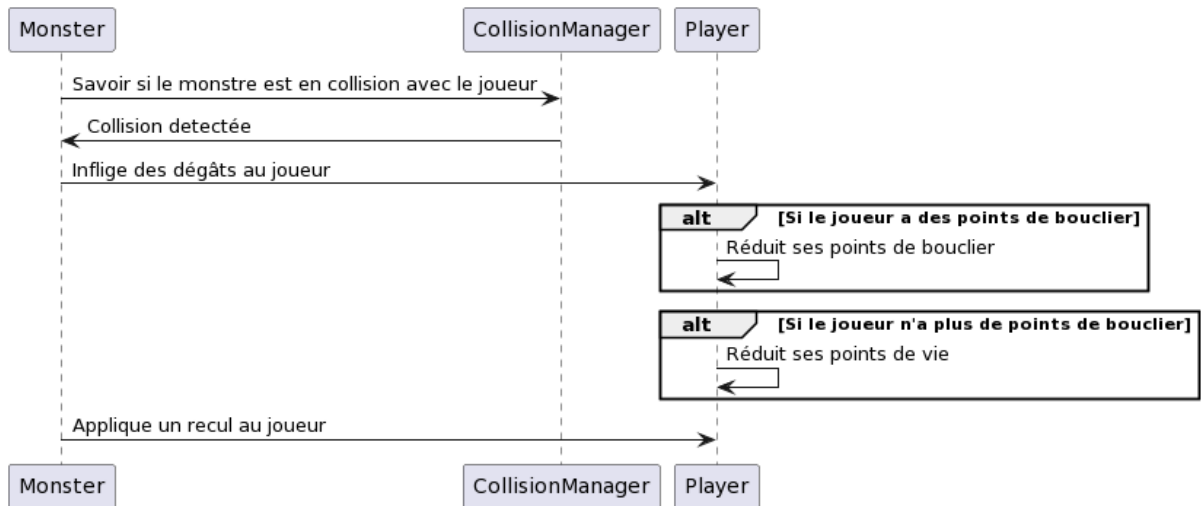 Monster CollisionManager Player
Savoir si le monstre est en collision avec le joueur
Collision detectée
Inflige des dégâts au joueur
alt [Si le joueur a des points de bouclier]
Réduit ses points de bouclier
alt [Si le joueur n'a plus de points de bouclier]
Réduit ses points de vie
Applique un recul au joueur
Monster CollisionManager Player